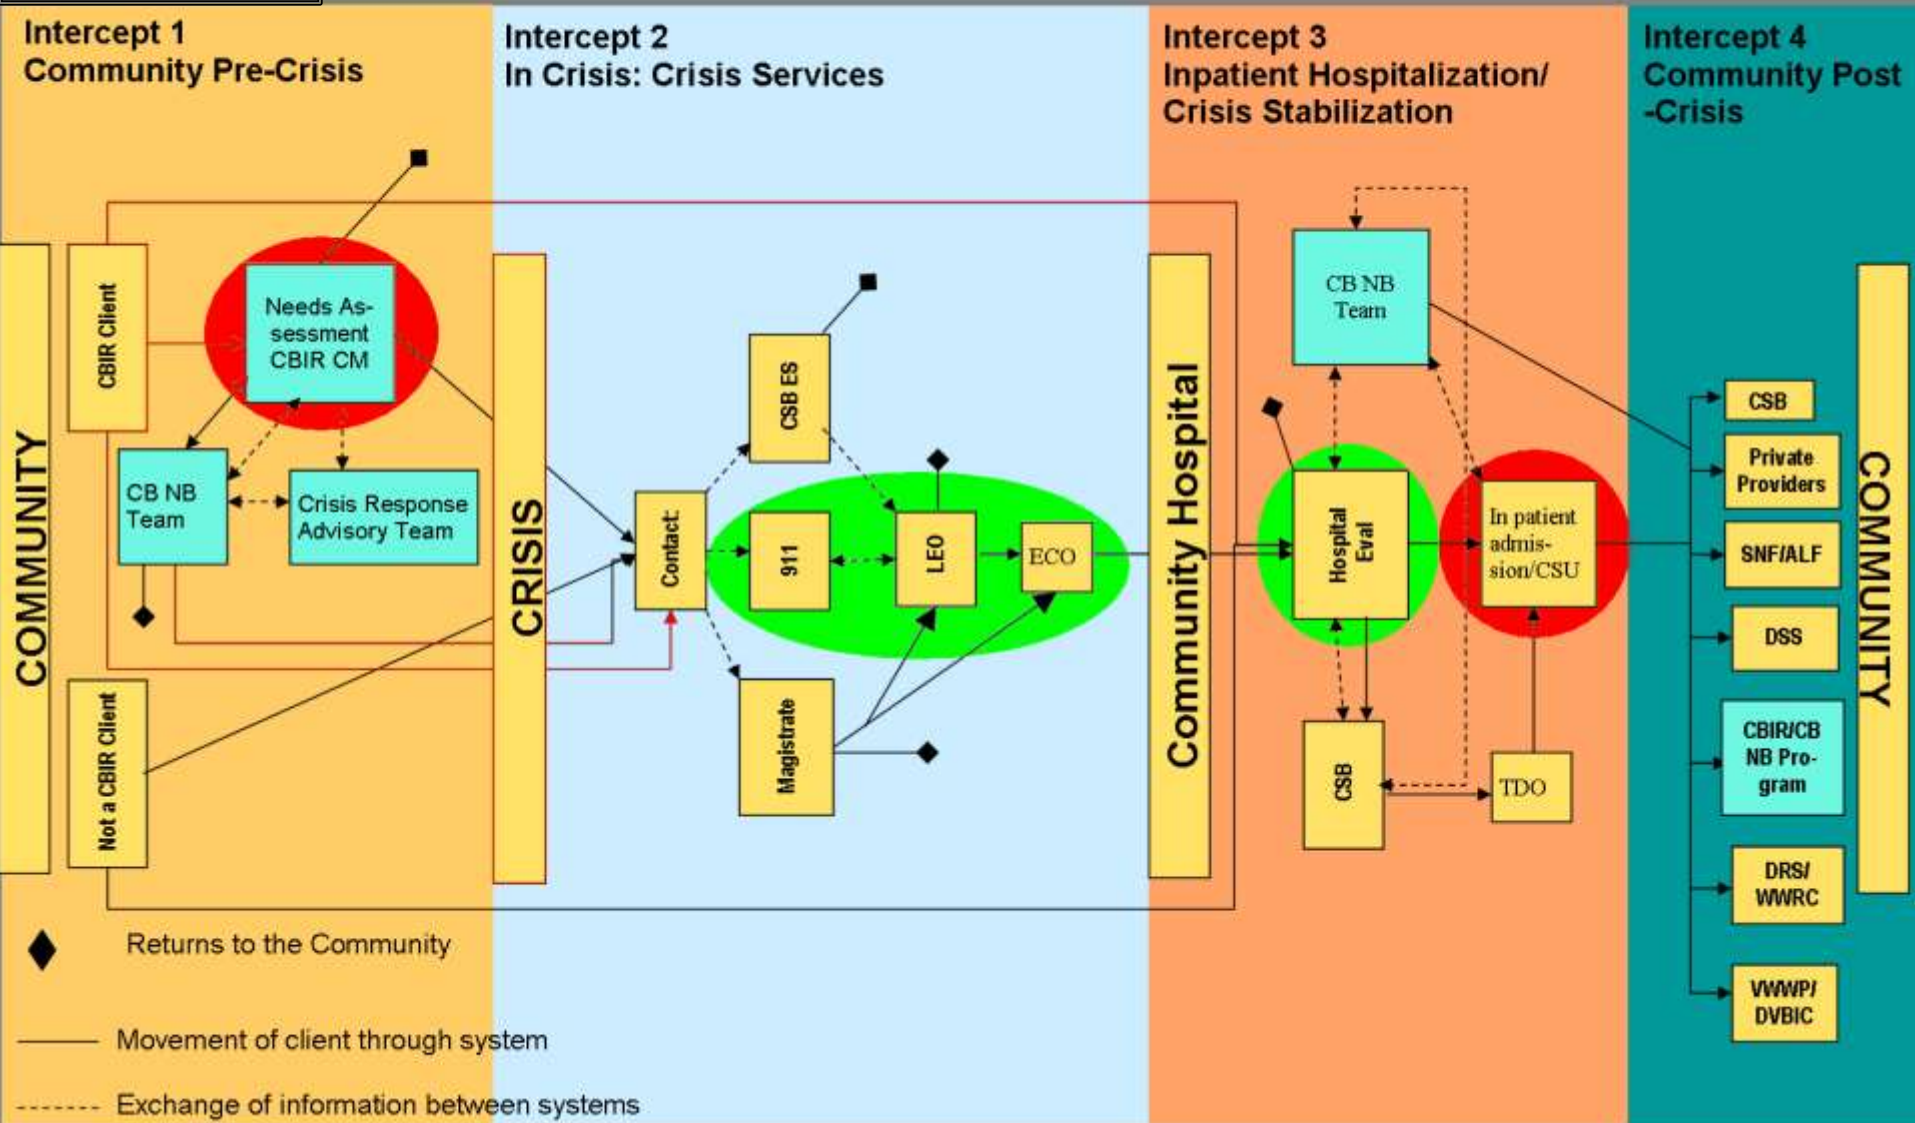 Intercept 1
Community Pre-Crisis
Intercept 2
In Crisis: Crisis Services
Intercept 3
Inpatient Hospitalization/
Crisis Stabilization
Intercept 4
Community Post
-Crisis
COMMUNITY
CBIR Client
Not a CBIR Client
Needs As-
sessment
CBIR CM
CB NB
Team
Crisis Response
Advisory Team
CRISIS
Contact:
CSB ES
911
LEO
ECO
Magistrate
Community Hospital
CB NB
Team
Hospital
Eval
In patient
admis-
sion/CSU
CSB
TDO
CSB
Private
Providers
SNF/ALF
DSS
CBIR/CB
NB Pro-
gram
DRS/
WWRC
VWWP/
DVBIC
COMMUNITY
Returns to the Community
Movement of client through system
Exchange of information between systems